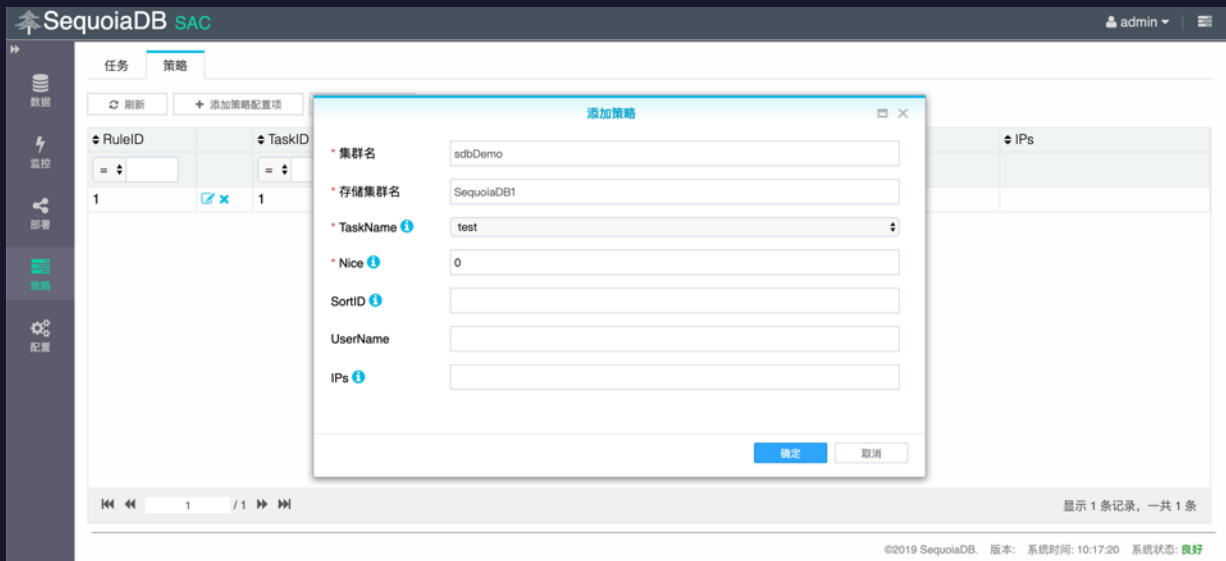 SequoiaDB SAC
admin
数据
监控
部署
策略
配置
任务 策略
刷新 添加策略配置项
RuleID TaskID IPs
= =
1 1
添加策略
* 集群名 sdbDemo
* 存储集群名 SequoiaDB1
* TaskName test
* Nice 0
SortID
UserName
IPs
确定 取消
1 / 1
显示 1 条记录，一共 1 条
©2019 SequoiaDB. 版本: 系统时间: 10:17:20 系统状态: 良好